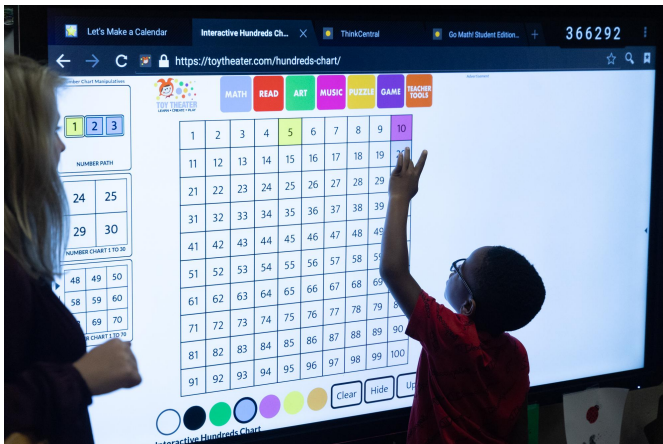 Let's Make a Calendar
Interactive Hundreds Ch...
ThinkCentral
Go Math! Student Edition..
366292
https://toytheater.com/hundreds-chart/
Number Chart Manipulatives
1 2 3
NUMBER PATH
24 25
29 30
NUMBER CHART 1 TO 30
48 49 50
58 59 60
69 70
CHART 1 TO 70
TOY THEATER
LEARN • CREATE • PLAY
MATH
READ
ART
MUSIC
PUZZLE
GAME
TEACHER
TOOLS
1 2 3 4 5 6 7 8 9 10
11 12 13 14 15 16 17 18 19
21 22 23 24 25 26 27 28 29
31 32 33 34 35 36 37 38 39
41 42 43 44 45 46 47 48
51 52 53 54 55 56 57 58
61 62 63 64 65 66 67 68
71 72 73 74 75 76 77 78 79
81 82 83 84 85 86 87 88 89 90
91 92 93 94 95 96 97 98 99 100
Clear
Hide
Interactive Hundreds Chart